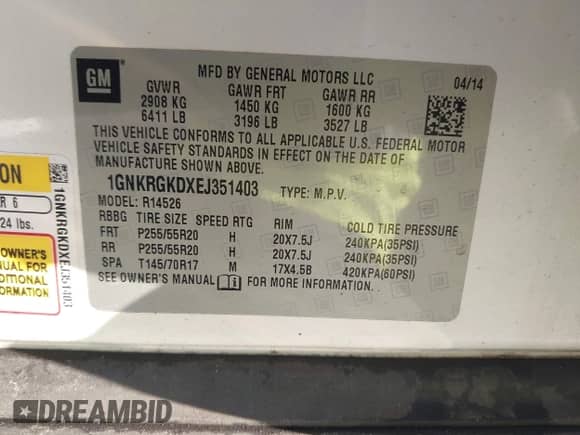 GM
MFD BY GENERAL MOTORS LLC
04/14
GVWR GAWR FRT GAWR RR
2908 KG 1450 KG 1600 KG
6411 LB 3196 LB 3527 LB
THIS VEHICLE CONFORMS TO ALL APPLICABLE U.S. FEDERAL MOTOR
VEHICLE SAFETY STANDARDS IN EFFECT ON THE DATE OF
MANUFACTURE SHOWN ABOVE.
1GNKRGKDXEJ351403 TYPE: M.P.V.
MODEL: R14526
RBBG TIRE SIZE SPEED RTG RIM COLD TIRE PRESSURE
FRT P255/55R20 H 20X7.5J 240KPA(35PSI)
RR P255/55R20 H 20X7.5J 240KPA(35PSI)
SPA T145/70R17 M 17X4.5B 420KPA(60PSI)
SEE OWNER'S MANUAL FOR MORE INFORMATION
ON
R 6
24 lbs.
OWNER'S
NUAL FOR
DITIONAL
ORMATION
1GNKRGKDXEJ351403
DREAMBID